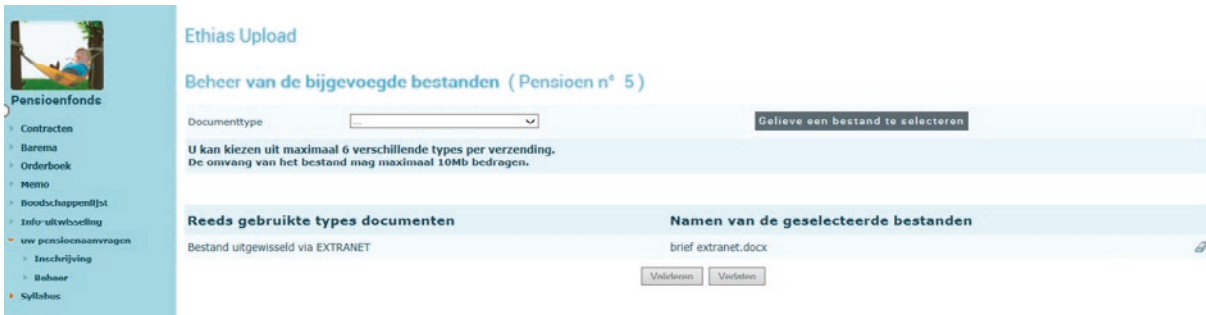 Pensioenfonds
Contracten
Barema
Orderboek
Memo
Boodschappenlijst
Info-uitwisseling
uw pensioenaanvragen
Inschrijving
Beheer
Syllabus
Ethias Upload
Beheer van de bijgevoegde bestanden ( Pensioen n° 5 )
Documenttype ... Gelieve een bestand te selecteren
U kan kiezen uit maximaal 6 verschillende types per verzending.
De omvang van het bestand mag maximaal 10Mb bedragen.
Reeds gebruikte types documenten Namen van de geselecteerde bestanden
Bestand uitgewisseld via EXTRANET brief extranet.docx
Valideren Verlaten